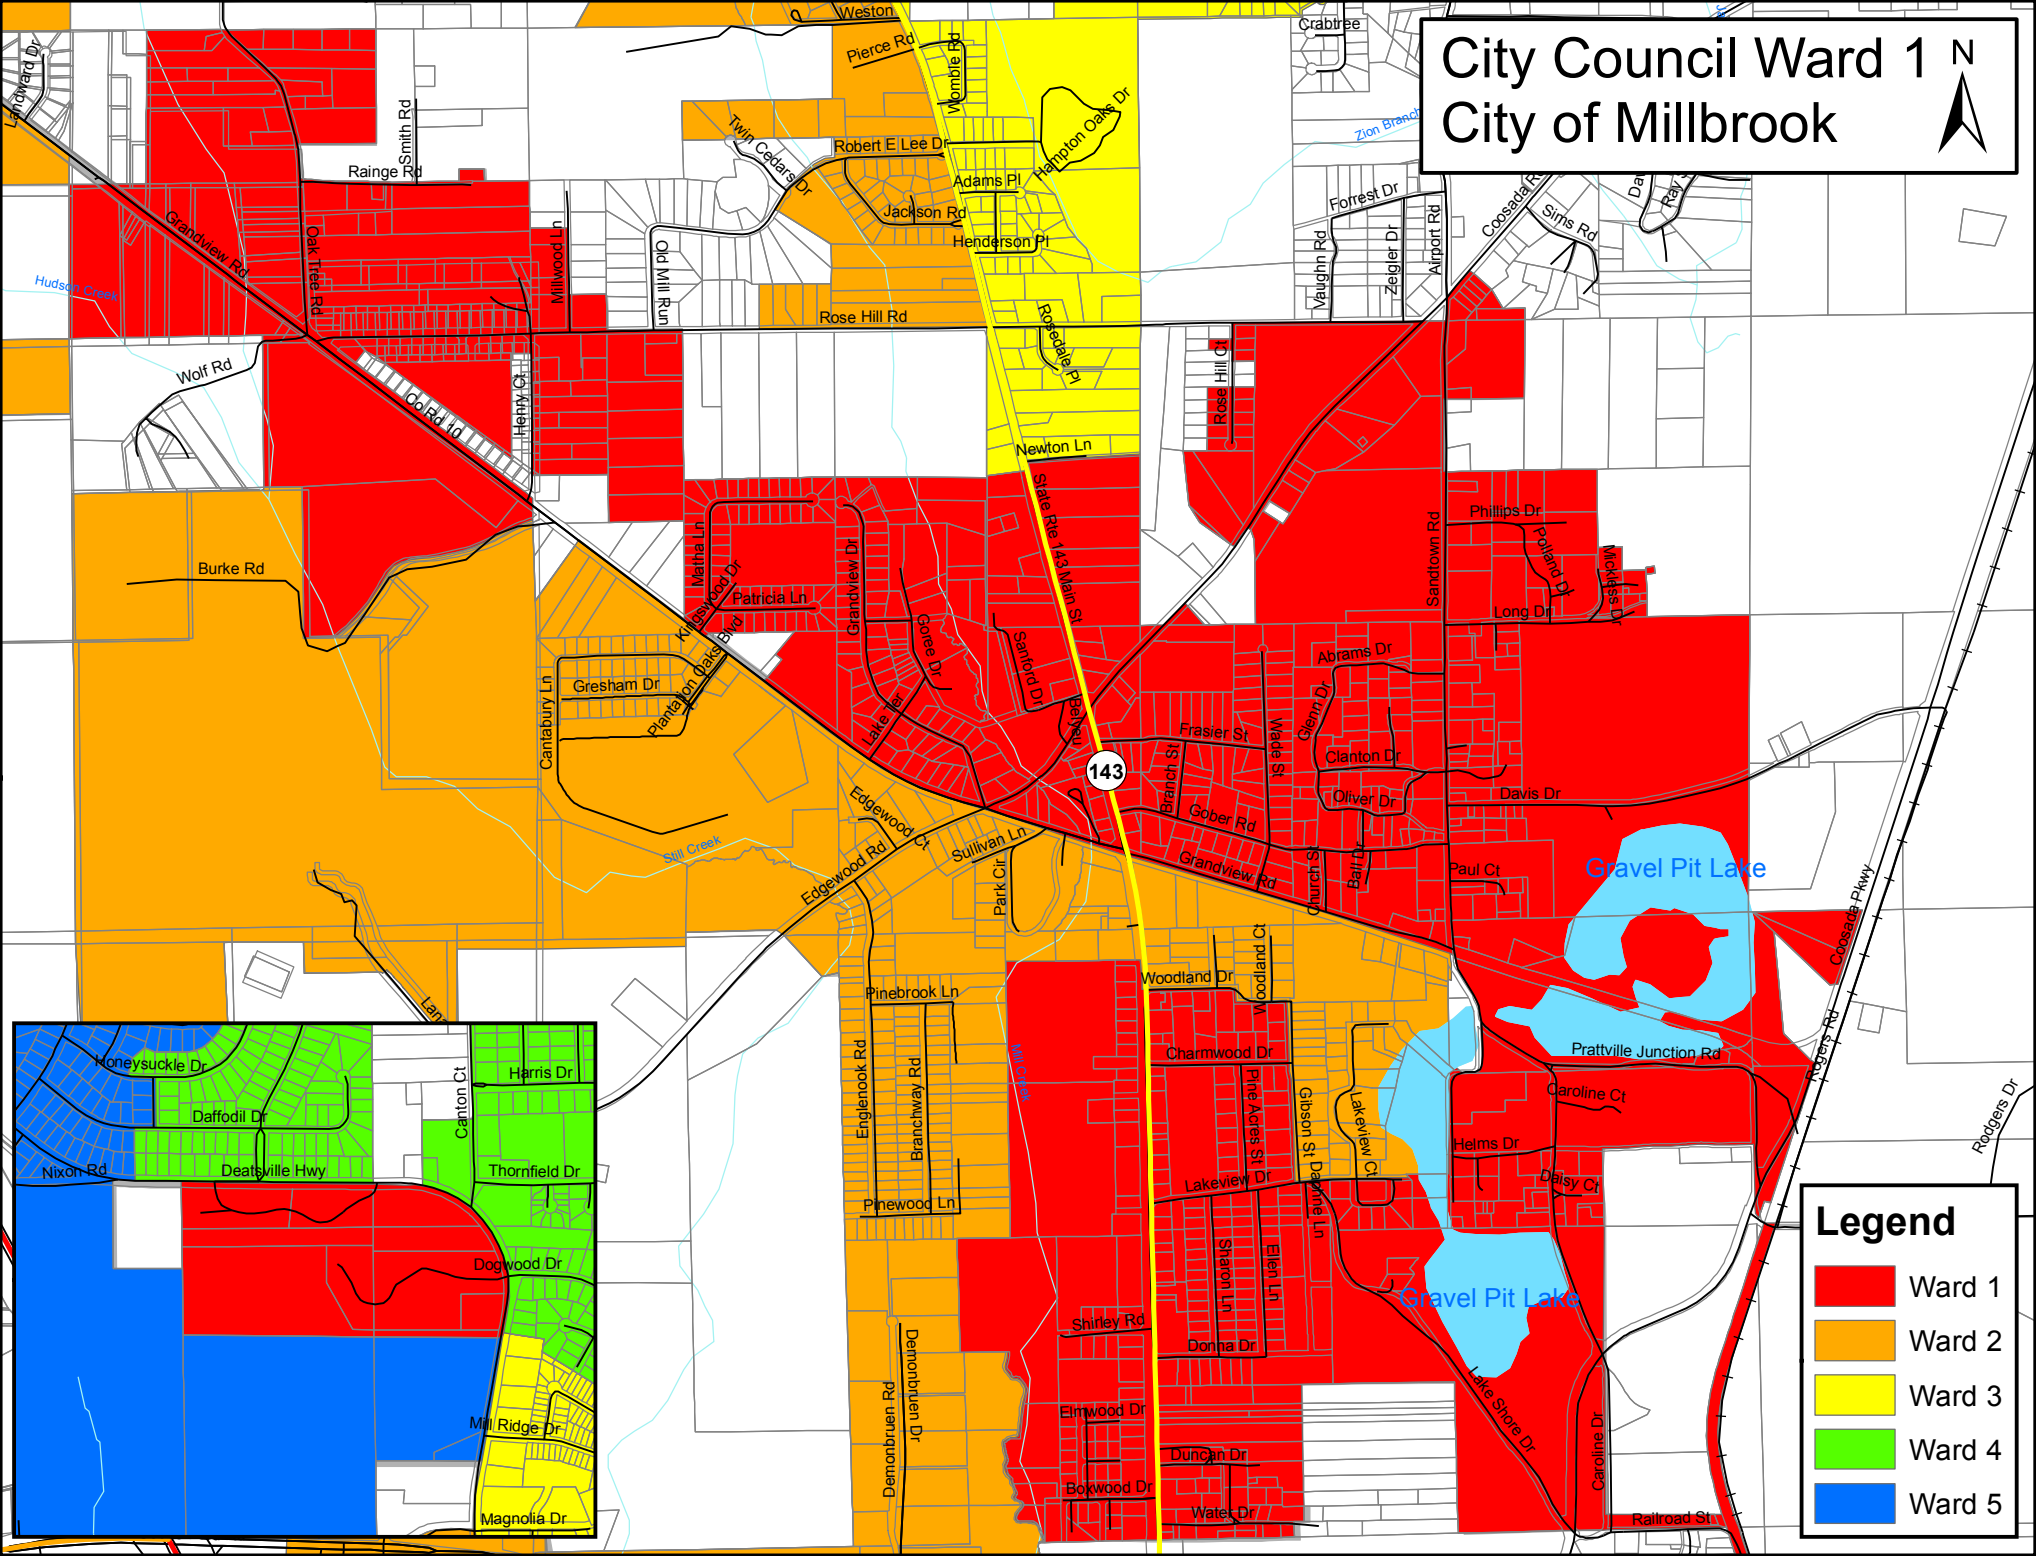 City Council Ward 1
City of Millbrook
N
Weston
Pierce Rd
Womble Rd
Crabtree
Landward Dr
Smith Rd
Rainge Rd
Twin Cedars Dr
Robert E Lee Dr
Hampton Oaks Dr
Zion Branch
Adams Pl
Jackson Rd
Henderson Pl
Forrest Dr
Vaughn Rd
Zeigler Dr
Airport Rd
Coosada Rd
Sims Rd
Grandview Rd
Oak Tree Rd
Millwood Ln
Old Mill Run
Hudson Creek
Rose Hill Rd
Rosedale Pl
Rose Hill Ct
Wolf Rd
Co Rd 10
Henry Ct
Newton Ln
State Rte 143 Main St
Sandtown Rd
Phillips Dr
Polland Dr
Mickless Dr
Long Dr
Burke Rd
Matha Ln
Kingswood Dr
Patricia Ln
Grandview Dr
Goree Dr
Sanford Dr
Abrams Dr
Glenn Dr
Cantabury Ln
Gresham Dr
Plantation Oaks Blvd
Lake Ter
Belyeu
Frasier St
Wade St
Branch St
Clanton Dr
Oliver Dr
Davis Dr
143
Edgewood Ct
Sullivan Ln
Gober Rd
Still Creek
Edgewood Rd
Park Cir
Grandview Rd
Church St
Ball Dr
Paul Ct
Gravel Pit Lake
Coosada Pkwy
Woodland Dr
Woodland Ct
Pinebrook Ln
Englenook Rd
Branchway Rd
Pinewood Ln
Mill Creek
Charmwood Dr
Pine Acres St
Gibson St
Lakeview Ct
Prattville Junction Rd
Rogers Rd
Caroline Ct
Helms Dr
Daisy Ct
Rodgers Dr
Lakeview Dr
Daphne Ln
Sharon Ln
Ellen Ln
Gravel Pit Lake
Shirley Rd
Donna Dr
Demonbruen Rd
Demonbruen Dr
Elmwood Dr
Duncan Dr
Boxwood Dr
Water Dr
Lake Shore Dr
Caroline Dr
Railroad St
Honeysuckle Dr
Daffodil Dr
Nixon Rd
Deatsville Hwy
Canton Ct
Harris Dr
Thornfield Dr
Dogwood Dr
Mill Ridge Dr
Magnolia Dr
Legend
Ward 1
Ward 2
Ward 3
Ward 4
Ward 5